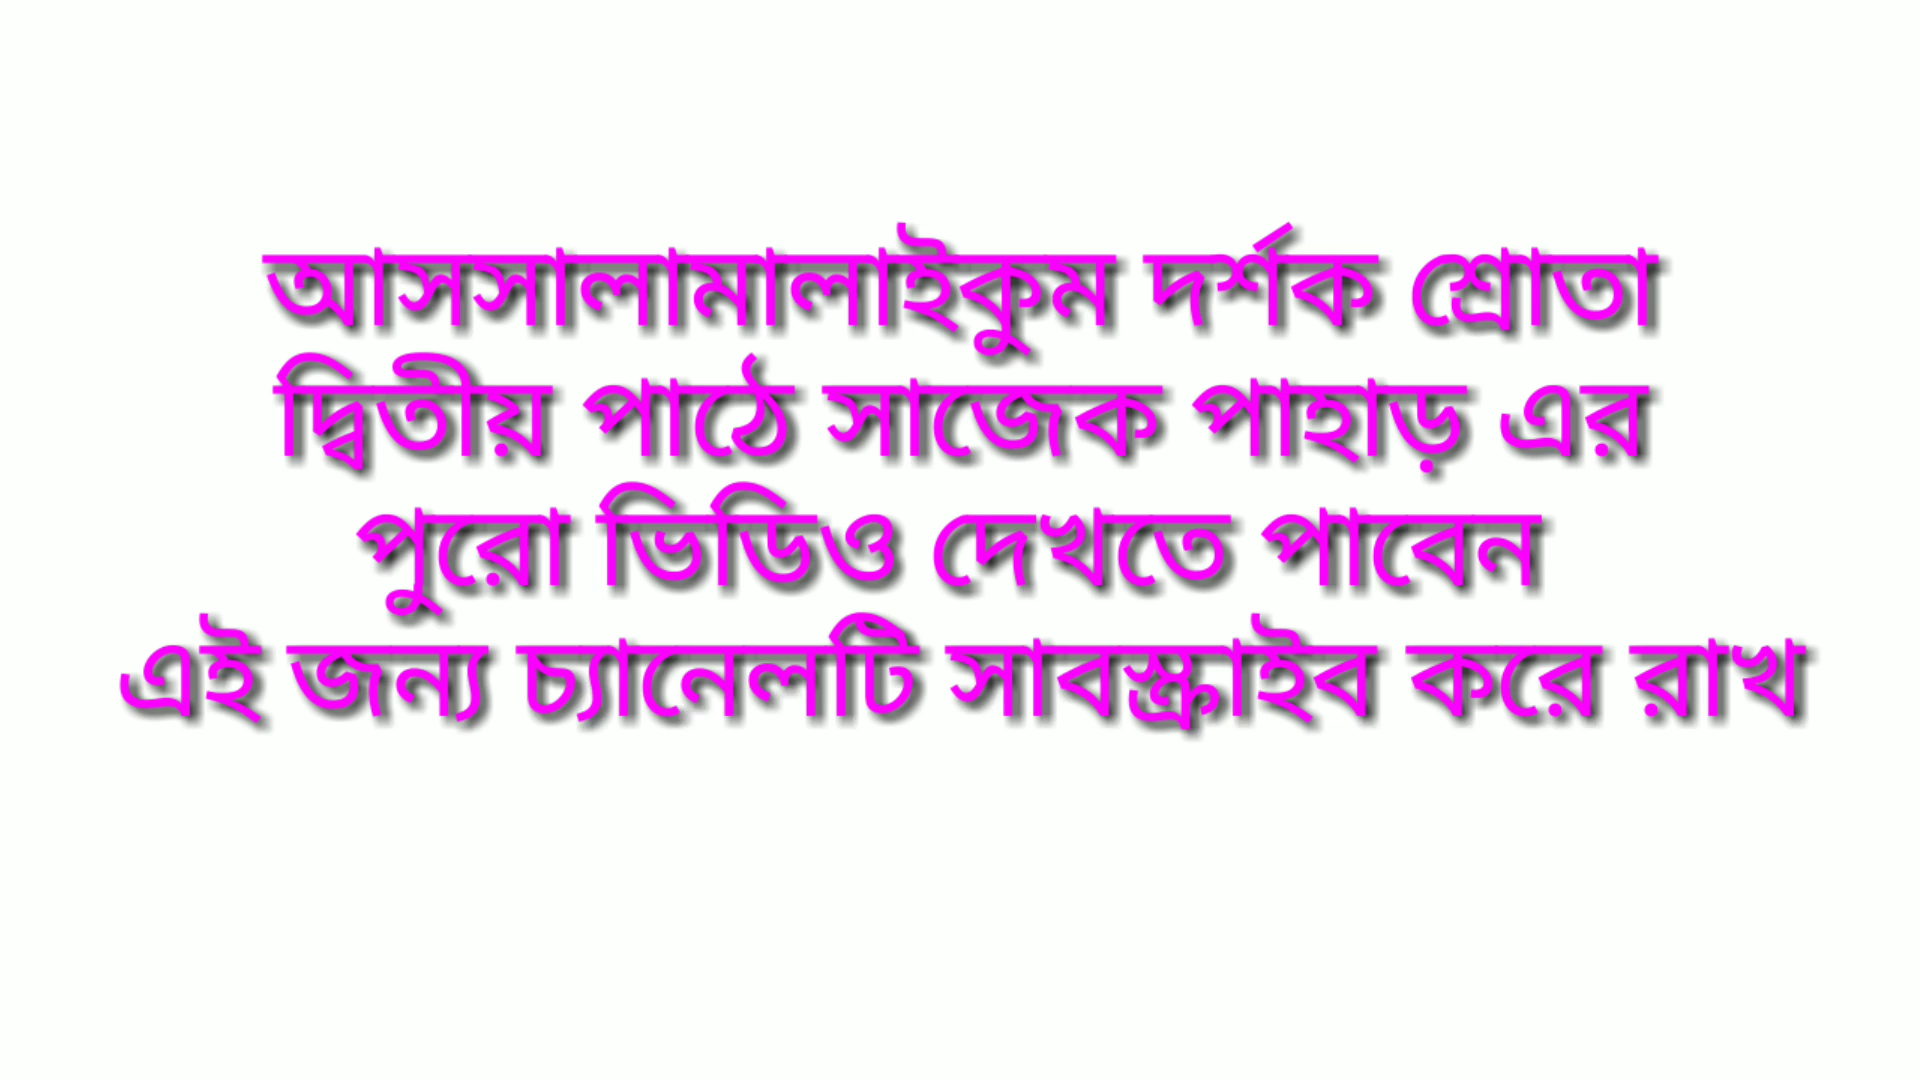 আসসালামালাইকুম দর্শক শ্রোতা
দ্বিতীয় পাঠে সাজেক পাহাড় এর
পুরো ভিডিও দেখতে পাবেন
এই জন্য চ্যানেলটি সাবস্ক্রাইব করে রাখ